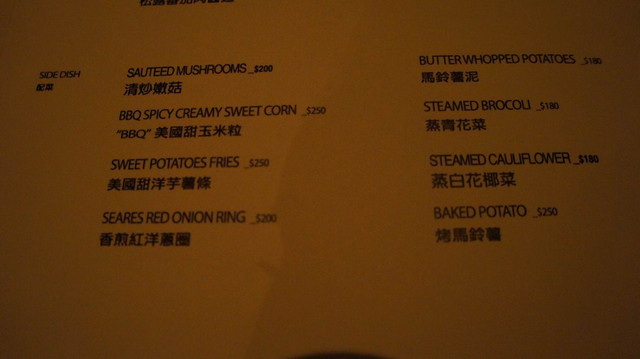 SIDE DISH
配菜
SAUTEED MUSHROOMS _$200
清炒嫩菇
BBQ SPICY CREAMY SWEET CORN _$250
"BBQ" 美國甜玉米粒
SWEET POTATOES FRIES _$250
美國甜洋芋薯條
SEARES RED ONION RING _$200
香煎紅洋蔥圈
BUTTER WHOPPED POTATOES _$180
馬鈴薯泥
STEAMED BROCOLI _$180
蒸青花菜
STEAMED CAULIFLOWER _$180
蒸白花椰菜
BAKED POTATO _$250
烤馬鈴薯